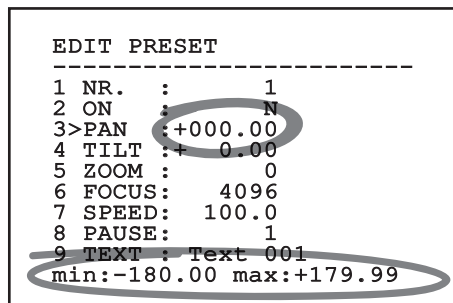 EDIT PRESET
------------------------
1 NR.   :      1
2 ON    :      N
3>PAN   :+000.00
4 TILT  :+  0.00
5 ZOOM  :      0
6 FOCUS:   4096
7 SPEED:  100.0
8 PAUSE:      1
9 TEXT  : Text 001
min:-180.00 max:+179.99